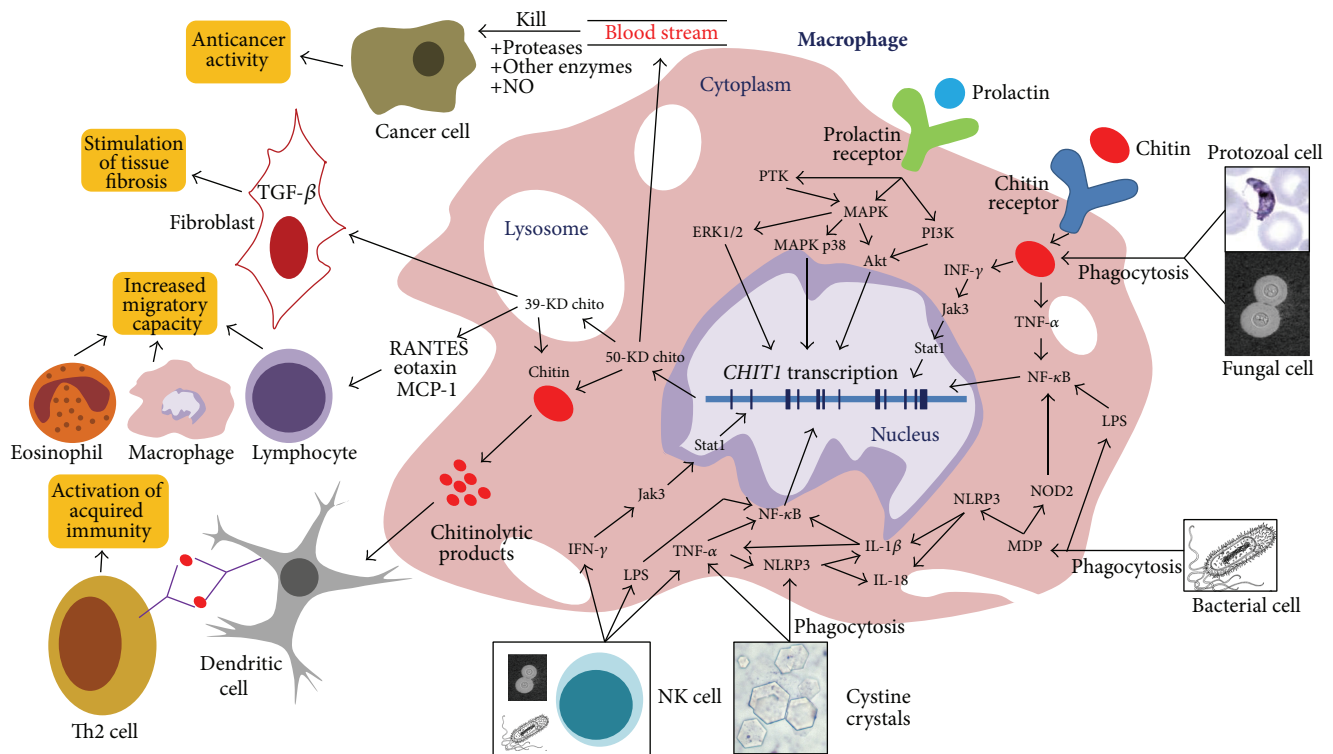 Kill
Blood stream
Macrophage
Anticancer
activity
+Proteases
+Other enzymes
+NO
Cancer cell
Cytoplasm
Prolactin
Prolactin
receptor
Chitin
Chitin
receptor
Protozoal cell
Phagocytosis
Fungal cell
Stimulation
of tissue
fibrosis
TGF-β
Fibroblast
Lysosome
PTK
MAPK
ERK1/2
MAPK p38
PI3K
Akt
INF-γ
Jak3
Stat1
TNF-α
NF-κB
LPS
Increased
migratory
capacity
39-KD chito
50-KD chito
RANTES
eotaxin
MCP-1
Chitin
CHIT1 transcription
Nucleus
Eosinophil
Macrophage
Lymphocyte
Stat1
Jak3
Activation of
acquired
immunity
Chitinolytic
products
NF-κB
NLRP3
NOD2
MDP
IFN-γ
TNF-α
IL-1β
LPS
NLRP3
IL-18
Phagocytosis
Bacterial cell
Phagocytosis
Dendritic
cell
Th2 cell
NK cell
Cystine
crystals